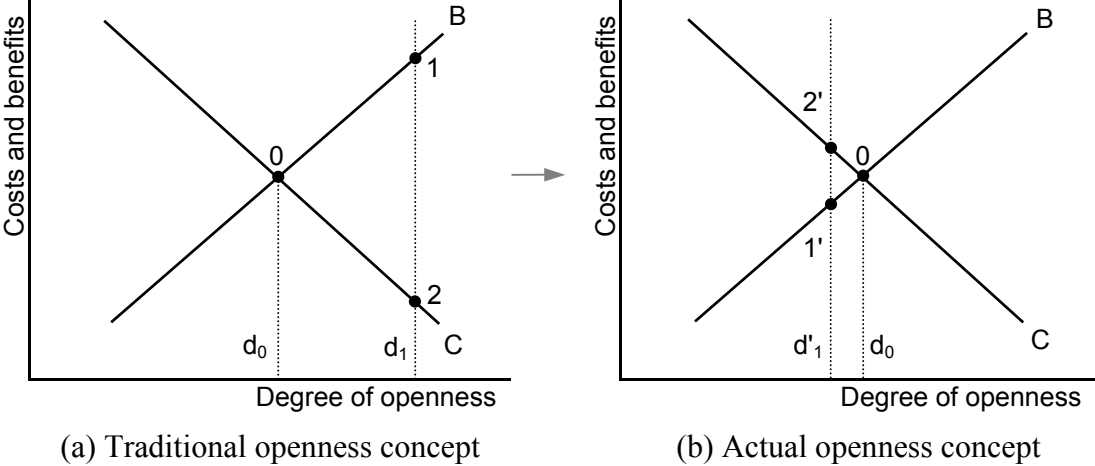 Costs and benefits
B
1
0
2
d0
d1
C
Degree of openness
(a) Traditional openness concept
Costs and benefits
B
2'
0
1'
d'1
d0
C
Degree of openness
(b) Actual openness concept